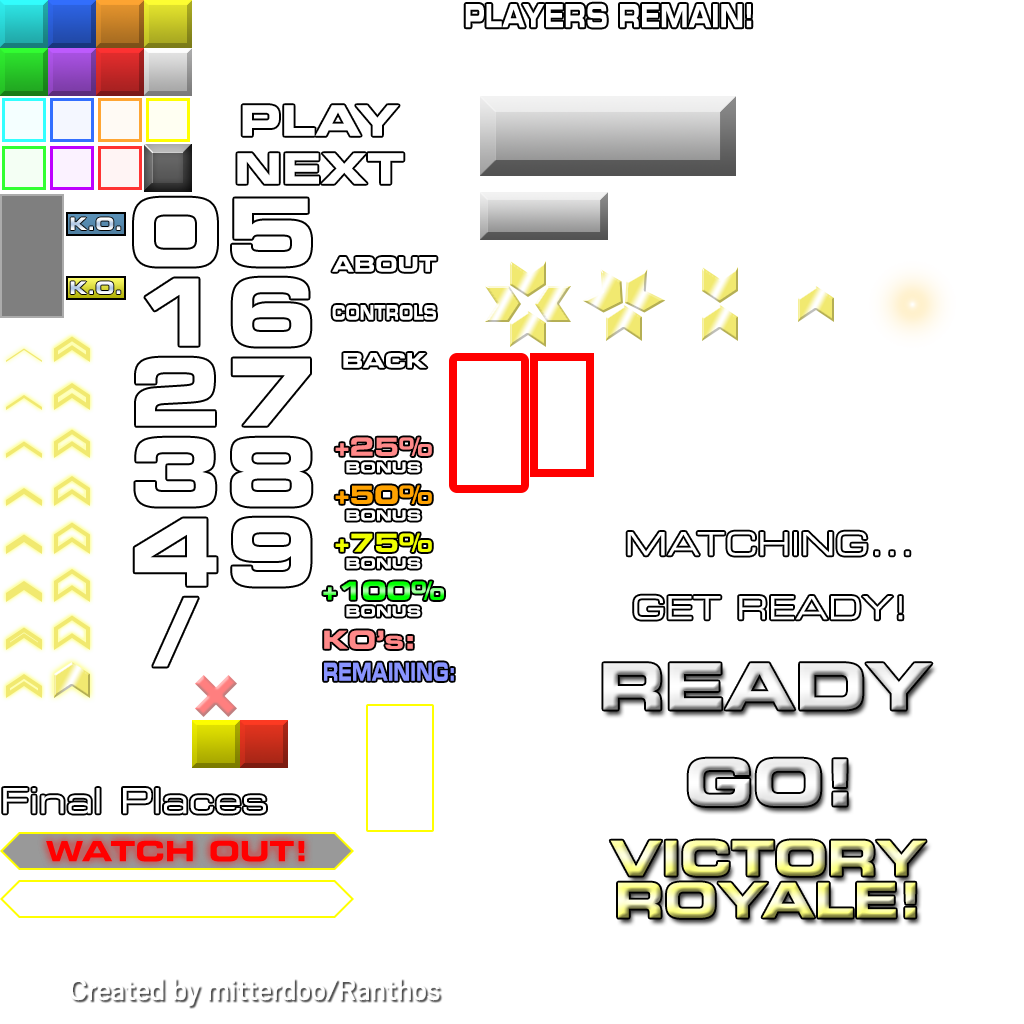 PLAYERS REMAIN!
PLAY
NEXT
K.O.
K.O.
0 5
1 6
2 7
3 8
4 9
/
ABOUT
CONTROLS
BACK
+25%
BONUS
+50%
BONUS
+75%
BONUS
+100%
BONUS
KO's:
REMAINING:
MATCHING...
GET READY!
READY
GO!
VICTORY
ROYALE!
Final Places
WATCH OUT!
Created by mitterdoo/Ranthos